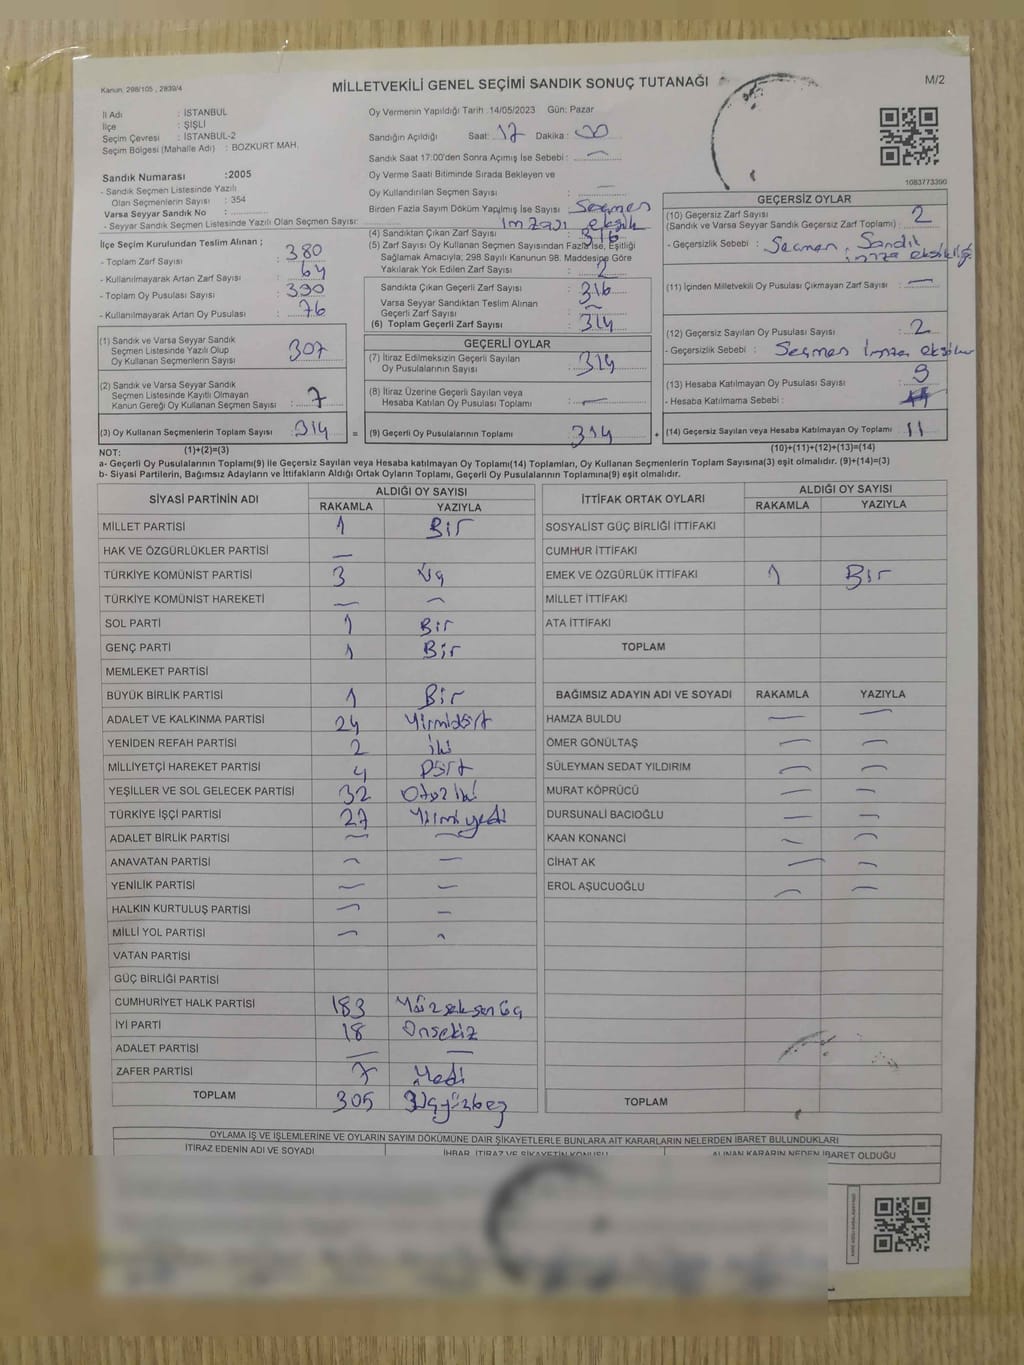 Kanun, 298/105 , 2839/4
MİLLETVEKİLİ GENEL SEÇİMİ SANDIK SONUÇ TUTANAĞI
M/2
İl Adı : İSTANBUL
İlçe : ŞİŞLİ
Seçim Çevresi : İSTANBUL-2
Seçim Bölgesi (Mahalle Adı) : BOZKURT MAH.
Sandık Numarası :2005
- Sandık Seçmen Listesinde Yazılı
Olan Seçmenlerin Sayısı : 354
Varsa Seyyar Sandık No :
- Seyyar Sandık Seçmen Listesinde Yazılı Olan Seçmen Sayısı:
İlçe Seçim Kurulundan Teslim Alınan ;
- Toplam Zarf Sayısı : 380
- Kullanılmayarak Artan Zarf Sayısı : 64
- Toplam Oy Pusulası Sayısı : 390
- Kullanılmayarak Artan Oy Pusulası : 76
Oy Vermenin Yapıldığı Tarih :14/05/2023 Gün: Pazar
Sandığın Açıldığı Saat: 17 Dakika : 00
Sandık Saat 17:00'den Sonra Açımış İse Sebebi : —
Oy Verme Saati Bitiminde Sırada Bekleyen ve
Oy Kullandırılan Seçmen Sayısı : —
Birden Fazla Sayım Döküm Yapılmış İse Sayısı : Seçmen
imzası eksik
(4) Sandıktan Çıkan Zarf Sayısı : 316
(5) Zarf Sayısı Oy Kullanan Seçmen Sayısından Fazla İse, Eşitliği
Sağlamak Amacıyla; 298 Sayılı Kanunun 98. Maddesine Göre
Yakılarak Yok Edilen Zarf Sayısı : 2
Sandıkta Çıkan Geçerli Zarf Sayısı : 316
Varsa Seyyar Sandıktan Teslim Alınan
Geçerli Zarf Sayısı : —
(6) Toplam Geçerli Zarf Sayısı : 314
1083773390
GEÇERSİZ OYLAR
(10) Geçersiz Zarf Sayısı
(Sandık ve Varsa Seyyar Sandık Geçersiz Zarf Toplamı) : 2
- Geçersizlik Sebebi : Seçmen, Sandık
imza eksikliği
(11) İçinden Milletvekili Oy Pusulası Çıkmayan Zarf Sayısı : —
(12) Geçersiz Sayılan Oy Pusulası Sayısı : 2
- Geçersizlik Sebebi : Seçmen imza
(13) Hesaba Katılmayan Oy Pusulası Sayısı : 9
- Hesaba Katılmama Sebebi :
(14) Geçersiz Sayılan veya Hesaba Katılmayan Oy Toplamı : 11
(10)+(11)+(12)+(13)=(14)
(1) Sandık ve Varsa Seyyar Sandık
Seçmen Listesinde Yazılı Olup
Oy Kullanan Seçmenlerin Sayısı : 307
(2) Sandık ve Varsa Seyyar Sandık
Seçmen Listesinde Kayıtlı Olmayan
Kanun Gereği Oy Kullanan Seçmen Sayısı : 7
(3) Oy Kullanan Seçmenlerin Toplam Sayısı : 314 =
GEÇERLİ OYLAR
(7) İtiraz Edilmeksizin Geçerli Sayılan
Oy Pusulasının Sayısı : 314
(8) İtiraz Üzerine Geçerli Sayılan veya
Hesaba Katılan Oy Pusulası Toplamı : —
(9) Geçerli Oy Pusulalarının Toplamı : 314 +
NOT: (1)+(2)=(3)
a- Geçerli Oy Pusulalarının Toplamı(9) ile Geçersiz Sayılan veya Hesaba katılmayan Oy Toplamı(14) Toplamları, Oy Kullanan Seçmenlerin Toplam Sayısına(3) eşit olmalıdır. (9)+(14)=(3)
b- Siyasi Partilerin, Bağımsız Adayların ve İttifakların Aldığı Ortak Oyların Toplamı, Geçerli Oy Pusulalarının Toplamına(9) eşit olmalıdır.
SİYASİ PARTİNİN ADI ALDIĞI OY SAYISI
RAKAMLA YAZIYLA
MİLLET PARTİSİ 1 Bir
HAK VE ÖZGÜRLÜKLER PARTİSİ —
TÜRKİYE KOMÜNİST PARTİSİ 3 Üç
TÜRKİYE KOMÜNİST HAREKETİ — —
SOL PARTİ 1 Bir
GENÇ PARTİ 1 Bir
MEMLEKET PARTİSİ
BÜYÜK BİRLİK PARTİSİ 1 Bir
ADALET VE KALKINMA PARTİSİ 24 Yirmidört
YENİDEN REFAH PARTİSİ 2 iki
MİLLİYETÇİ HAREKET PARTİSİ 4 Dört
YEŞİLLER VE SOL GELECEK PARTİSİ 32 Otuz iki
TÜRKİYE İŞÇİ PARTİSİ 27 Yirmi yedi
ADALET BİRLİK PARTİSİ — —
ANAVATAN PARTİSİ — —
YENİLİK PARTİSİ — —
HALKIN KURTULUŞ PARTİSİ — —
MİLLİ YOL PARTİSİ — —
VATAN PARTİSİ
GÜÇ BİRLİĞİ PARTİSİ
CUMHURİYET HALK PARTİSİ 183 Yüz seksen üç
İYİ PARTİ 18 Onsekiz
ADALET PARTİSİ — —
ZAFER PARTİSİ 7 Yedi
TOPLAM 305 Üçyüzbeş
İTTİFAK ORTAK OYLARI ALDIĞI OY SAYISI
RAKAMLA YAZIYLA
SOSYALİST GÜÇ BİRLİĞİ İTTİFAKI
CUMHUR İTTİFAKI
EMEK VE ÖZGÜRLÜK İTTİFAKI 1 Bir
MİLLET İTTİFAKI
ATA İTTİFAKI
TOPLAM
BAĞIMSIZ ADAYIN ADI VE SOYADI RAKAMLA YAZIYLA
HAMZA BULDU — —
ÖMER GÖNÜLTAŞ — —
SÜLEYMAN SEDAT YILDIRIM — —
MURAT KÖPRÜCÜ — —
DURSUNALİ BACIOĞLU — —
KAAN KONANCİ — —
CİHAT AK — —
EROL AŞUCUOĞLU — —
TOPLAM
OYLAMA İŞ VE İŞLEMLERİNE VE OYLARIN SAYIM DÖKÜMÜNE DAİR ŞİKAYETLERLE BUNLARA AİT KARARLARIN NELERDEN İBARET BULUNDUKLARI
İTİRAZ EDENİN ADI VE SOYADI
İHBAR, İTİRAZ VE ŞİKAYETİN KONUSU
ALINAN KARARIN NEDEN İBARET OLDUĞU